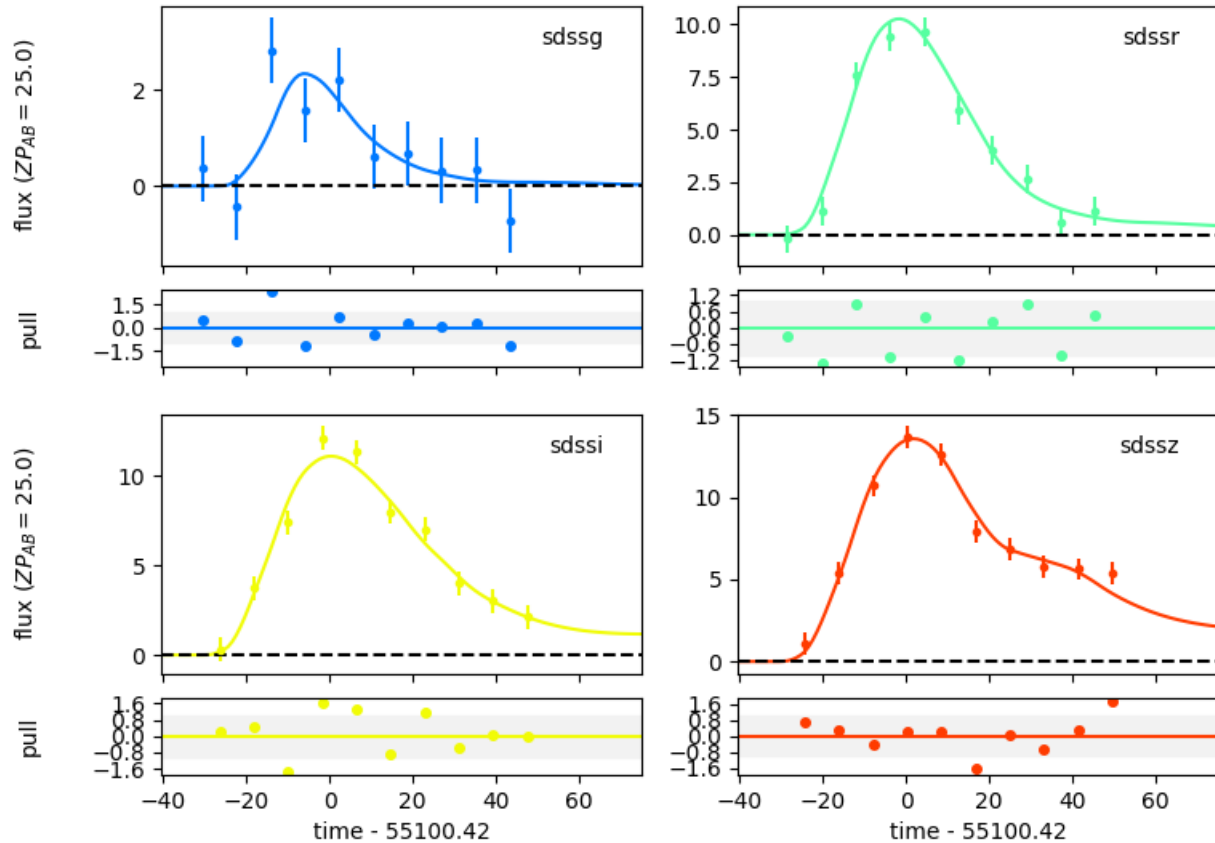 flux (ZP_AB = 25.0)
sdssg
2
0
sdssr
10.0
7.5
5.0
2.5
0.0
pull
1.5
0.0
−1.5
1.2
0.6
0.0
−0.6
−1.2
flux (ZP_AB = 25.0)
sdssi
10
5
0
sdssz
15
10
5
0
pull
1.6
0.8
0.0
−0.8
−1.6
1.6
0.8
0.0
−0.8
−1.6
−40 −20 0 20 40 60
−40 −20 0 20 40 60
time - 55100.42
time - 55100.42